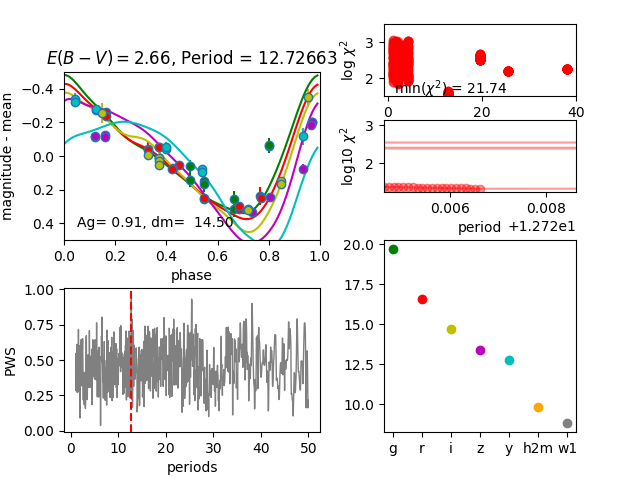 E(B − V) = 2.66, Period = 12.72663
magnitude - mean
−0.4
−0.2
0.0
0.2
0.4
Ag= 0.91, dm=  14.50
0.0 0.2 0.4 0.6 0.8 1.0
phase
log χ²
3
2
min(χ²) = 21.74
0 20 40
log10 χ²
3
2
0.006 0.008
period
+1.272e1
PWS
1.00
0.75
0.50
0.25
0.00
0 10 20 30 40 50
periods
20.0
17.5
15.0
12.5
10.0
g r i z y h2m w1